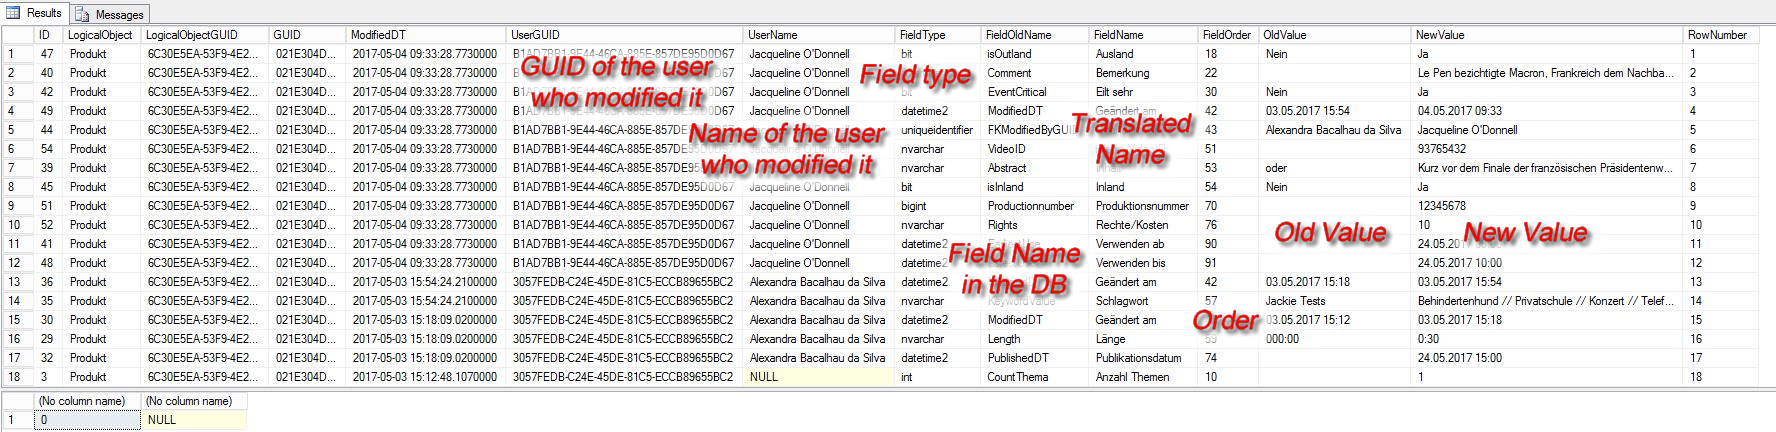 Results Messages
ID LogicalObject LogicalObjectGUID GUID ModifiedDT UserGUID UserName FieldType FieldOldName FieldName FieldOrder OldValue NewValue RowNumber
1 47 Produkt 6C30E5EA-53F9-4E2... 021E304D... 2017-05-04 09:33:28.7730000 B1AD7BB1-9E44-46CA-885E-857DE95D0D67 Jacqueline O'Donnell bit isOutland Ausland 18 Nein Ja 1
2 40 Produkt 6C30E5EA-53F9-4E2... 021E304D... 2017-05-04 09:33:28.7730000 Jacqueline O'Donnell Comment Bemerkung 22 Le Pen bezichtigte Macron, Frankreich dem Nachba... 2
3 42 Produkt 6C30E5EA-53F9-4E2... 021E304D... 2017-05-04 09:33:28.7730000 Jacqueline O'Donnell bit EventCritical Eilt sehr 30 Nein Ja 3
4 49 Produkt 6C30E5EA-53F9-4E2... 021E304D... 2017-05-04 09:33:28.7730000 B1AD7BB1-9E44-46CA-885E-857DE95D0D67 Jacqueline O'Donnell datetime2 ModifiedDT Geändert am 42 03.05.2017 15:54 04.05.2017 09:33 4
5 44 Produkt 6C30E5EA-53F9-4E2... 021E304D... 2017-05-04 09:33:28.7730000 B1AD7BB1-9E44-46CA-885E-857DE95D0D67 uniqueidentifier FKModifiedByGUI 43 Alexandra Bacalhau da Silva Jacqueline O'Donnell 5
6 54 Produkt 6C30E5EA-53F9-4E2... 021E304D... 2017-05-04 09:33:28.7730000 B1AD7BB1-9E44-46CA-885E-857DE95D0D67 Jacqueline O'Donnell nvarchar VideoID 51 93765432 6
7 39 Produkt 6C30E5EA-53F9-4E2... 021E304D... 2017-05-04 09:33:28.7730000 B1AD7BB1-9E44-46CA-885E-857DE95D0D67 nvarchar Abstract 53 oder Kurz vor dem Finale der französischen Präsidentenw... 7
8 45 Produkt 6C30E5EA-53F9-4E2... 021E304D... 2017-05-04 09:33:28.7730000 B1AD7BB1-9E44-46CA-885E-857DE95D0D67 Jacqueline O'Donnell bit isInland Inland 54 Nein Ja 8
9 51 Produkt 6C30E5EA-53F9-4E2... 021E304D... 2017-05-04 09:33:28.7730000 B1AD7BB1-9E44-46CA-885E-857DE95D0D67 Jacqueline O'Donnell bigint Productionnumber Produktionsnummer 70 12345678 9
10 52 Produkt 6C30E5EA-53F9-4E2... 021E304D... 2017-05-04 09:33:28.7730000 B1AD7BB1-9E44-46CA-885E-857DE95D0D67 Jacqueline O'Donnell nvarchar Rights Rechte/Kosten 76 10 10
11 41 Produkt 6C30E5EA-53F9-4E2... 021E304D... 2017-05-04 09:33:28.7730000 B1AD7BB1-9E44-46CA-885E-857DE95D0D67 Jacqueline O'Donnell datetime2 Verwenden ab 90 24.05.2017 11
12 48 Produkt 6C30E5EA-53F9-4E2... 021E304D... 2017-05-04 09:33:28.7730000 B1AD7BB1-9E44-46CA-885E-857DE95D0D67 Jacqueline O'Donnell datetime2 Verwenden bis 91 24.05.2017 10:00 12
13 36 Produkt 6C30E5EA-53F9-4E2... 021E304D... 2017-05-03 15:54:24.2100000 3057FEDB-C24E-45DE-81C5-ECCB89655BC2 Alexandra Bacalhau da Silva datetime2 Geändert am 42 03.05.2017 15:18 03.05.2017 15:54 13
14 35 Produkt 6C30E5EA-53F9-4E2... 021E304D... 2017-05-03 15:54:24.2100000 3057FEDB-C24E-45DE-81C5-ECCB89655BC2 Alexandra Bacalhau da Silva nvarchar KeywordValue Schlagwort 57 Jackie Tests Behindertenhund // Privatschule // Konzert // Telef... 14
15 30 Produkt 6C30E5EA-53F9-4E2... 021E304D... 2017-05-03 15:18:09.0200000 3057FEDB-C24E-45DE-81C5-ECCB89655BC2 Alexandra Bacalhau da Silva datetime2 ModifiedDT Geändert am 03.05.2017 15:12 03.05.2017 15:18 15
16 29 Produkt 6C30E5EA-53F9-4E2... 021E304D... 2017-05-03 15:18:09.0200000 3057FEDB-C24E-45DE-81C5-ECCB89655BC2 Alexandra Bacalhau da Silva nvarchar Length Länge 59 000:00 0:30 16
17 32 Produkt 6C30E5EA-53F9-4E2... 021E304D... 2017-05-03 15:18:09.0200000 3057FEDB-C24E-45DE-81C5-ECCB89655BC2 Alexandra Bacalhau da Silva datetime2 PublishedDT Publikationsdatum 74 24.05.2017 15:00 17
18 3 Produkt 6C30E5EA-53F9-4E2... 021E304D... 2017-05-03 15:12:48.1070000 3057FEDB-C24E-45DE-81C5-ECCB89655BC2 NULL int CountThema Anzahl Themen 10 1 18
GUID of the user
who modified it
Field type
Name of the user
who modified it
Translated
Name
Old Value
New Value
Field Name
in the DB
Order
(No column name) (No column name)
1 0 NULL